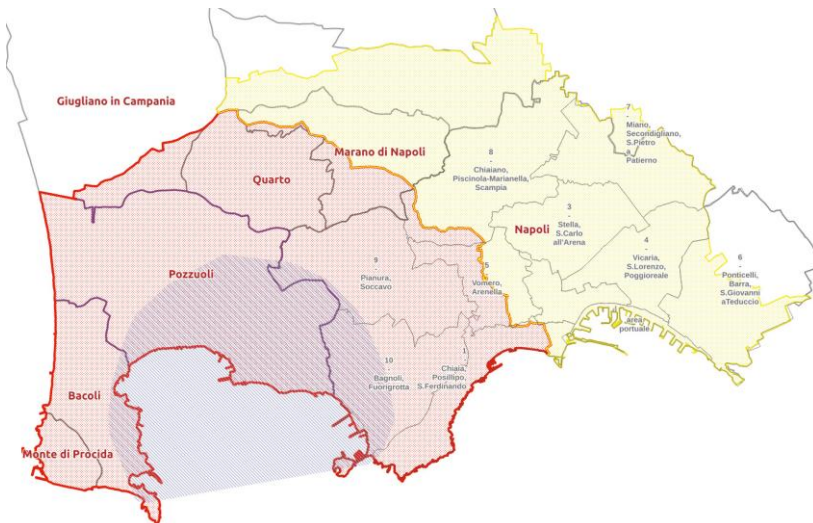 Giugliano in Campania
7
-
Miano,
Secondigliano,
S.Pietro
a
Patierno
Marano di Napoli
8
-
Chiaiano,
Piscinola-Marianella,
Scampia
Quarto
3
-
Stella,
S.Carlo
all'Arena
Napoli
4
-
Vicaria,
S.Lorenzo,
Poggioreale
6
-
Ponticelli,
Barra,
S.Giovanni
aTeduccio
9
-
Pianura,
Soccavo
5
-
Vomero,
Arenella
Pozzuoli
area
portuale
10
-
Bagnoli,
Fuorigrotta
1
-
Chiaia,
Posillipo,
S.Ferdinando
Bacoli
Monte di Procida